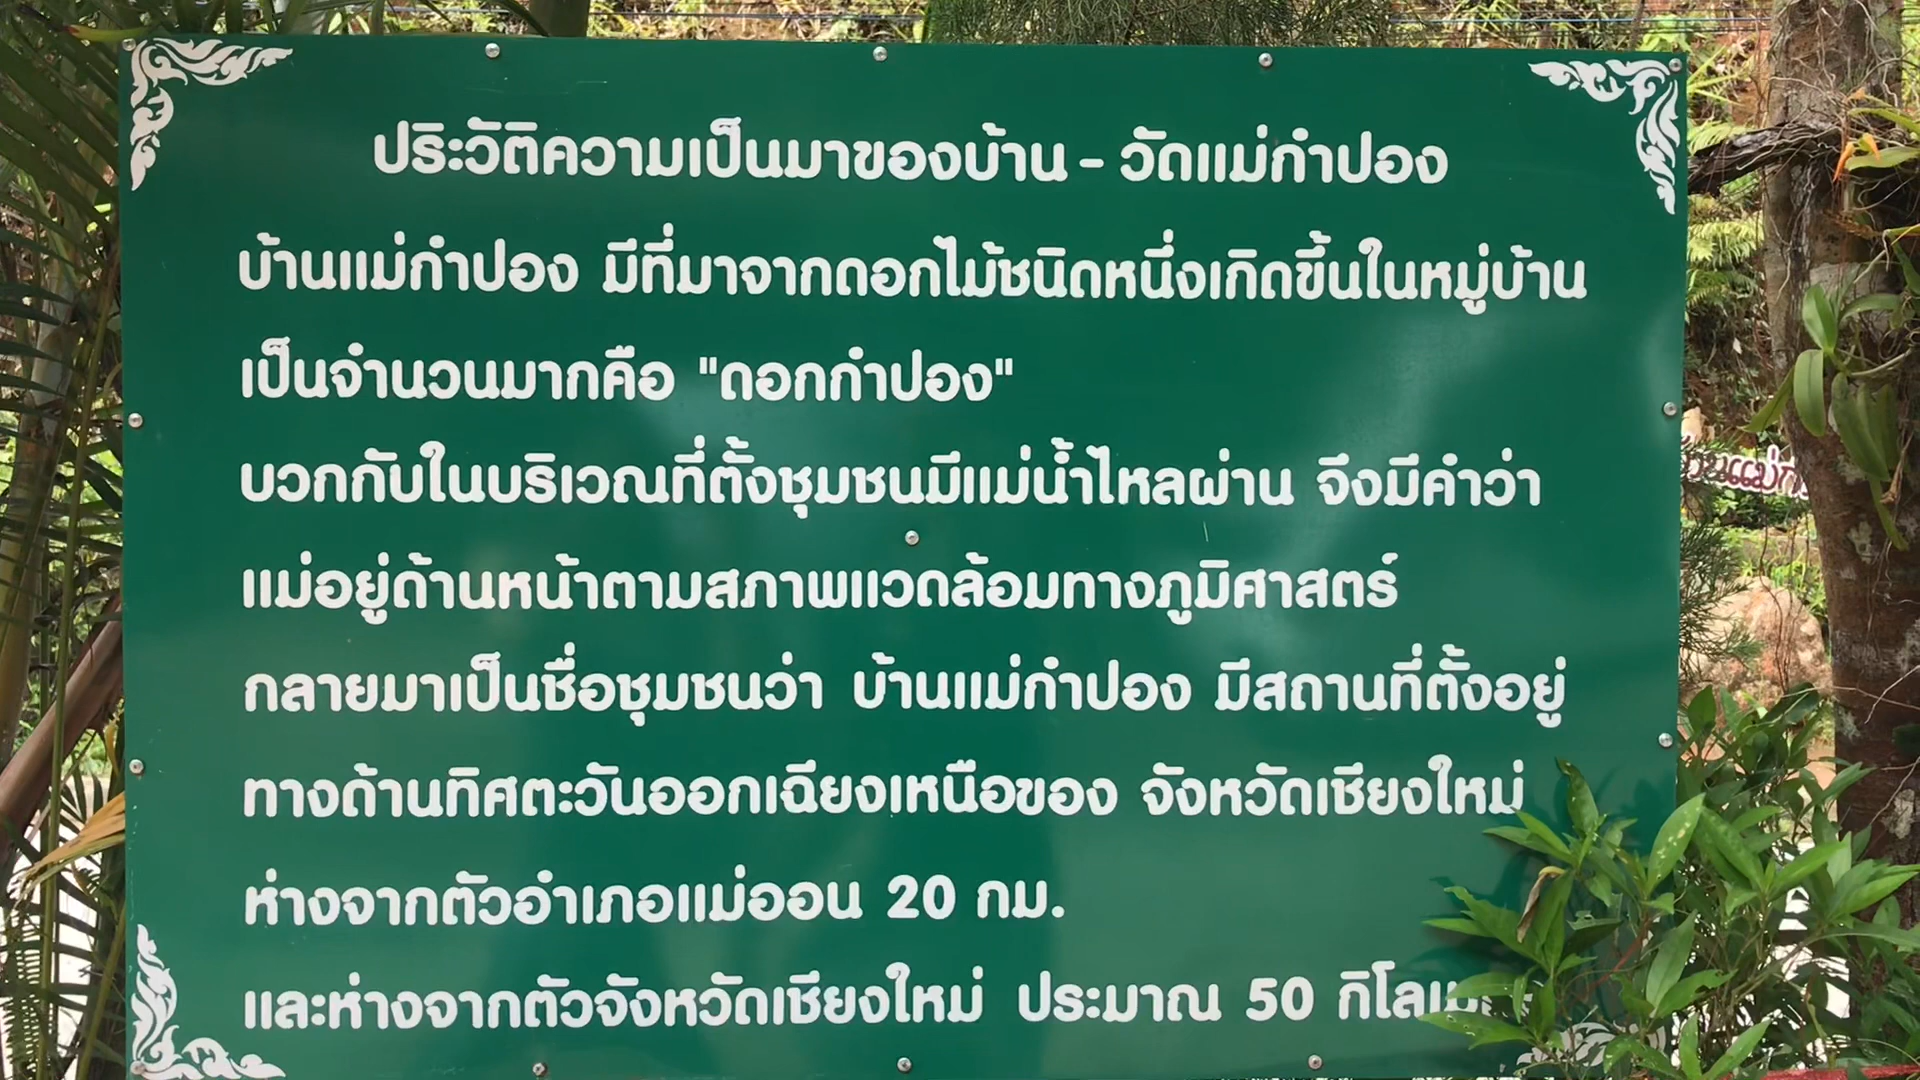 ปริะวัติความเป็นมาของบ้าน - วัดแม่กำปอง
บ้านแม่กำปอง มีที่มาจากดอกไม้ชนิดหนึ่งเกิดขึ้นในหมู่บ้าน
เป็นจำนวนมากคือ "ดอกกำปอง"
บวกกับในบริเวณที่ตั้งชุมชนมีแม่น้ำไหลผ่าน จึงมีคำว่า
แม่อยู่ด้านหน้าตามสภาพแวดล้อมทางภูมิศาสตร์
กลายมาเป็นชื่อชุมชนว่า บ้านแม่กำปอง มีสถานที่ตั้งอยู่
ทางด้านทิศตะวันออกเฉียงเหนือของ จังหวัดเชียงใหม่
ห่างจากตัวอำเภอแม่ออน 20 กม.
และห่างจากตัวจังหวัดเชียงใหม่ ประมาณ 50